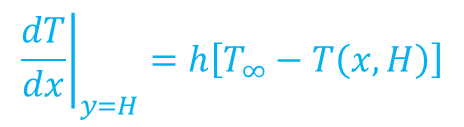 dT/dx|_{y=H} = h[T_∞ − T(x, H)]